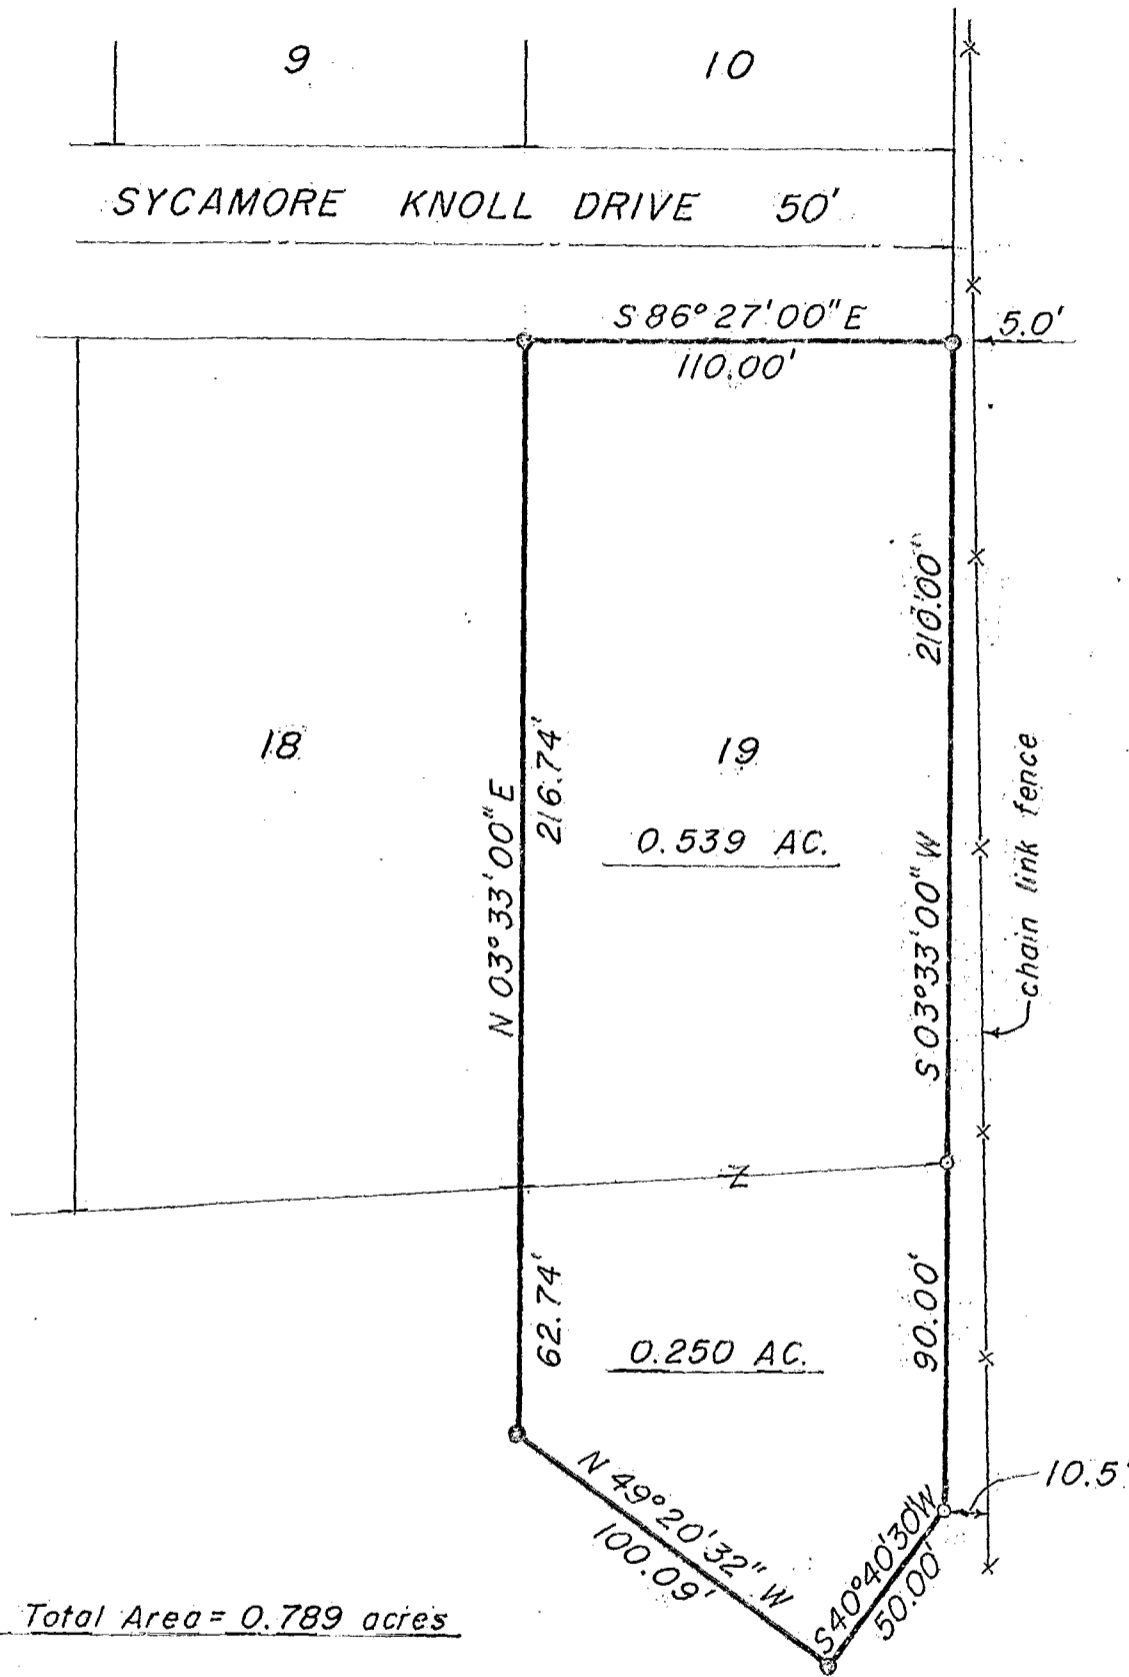 9
10
SYCAMORE KNOLL DRIVE 50'
S 86° 27' 00" E
110.00'
5.0'
210.00'
18
19
0.539 AC.
N 03° 33' 00" E
216.74'
S 03° 33' 00" W
chain link fence
Z
62.74'
0.250 AC.
90.00'
N 49° 20' 32" W
100.09'
S 40° 40' 30" W
50.00'
10.5'
Total Area = 0.789 acres